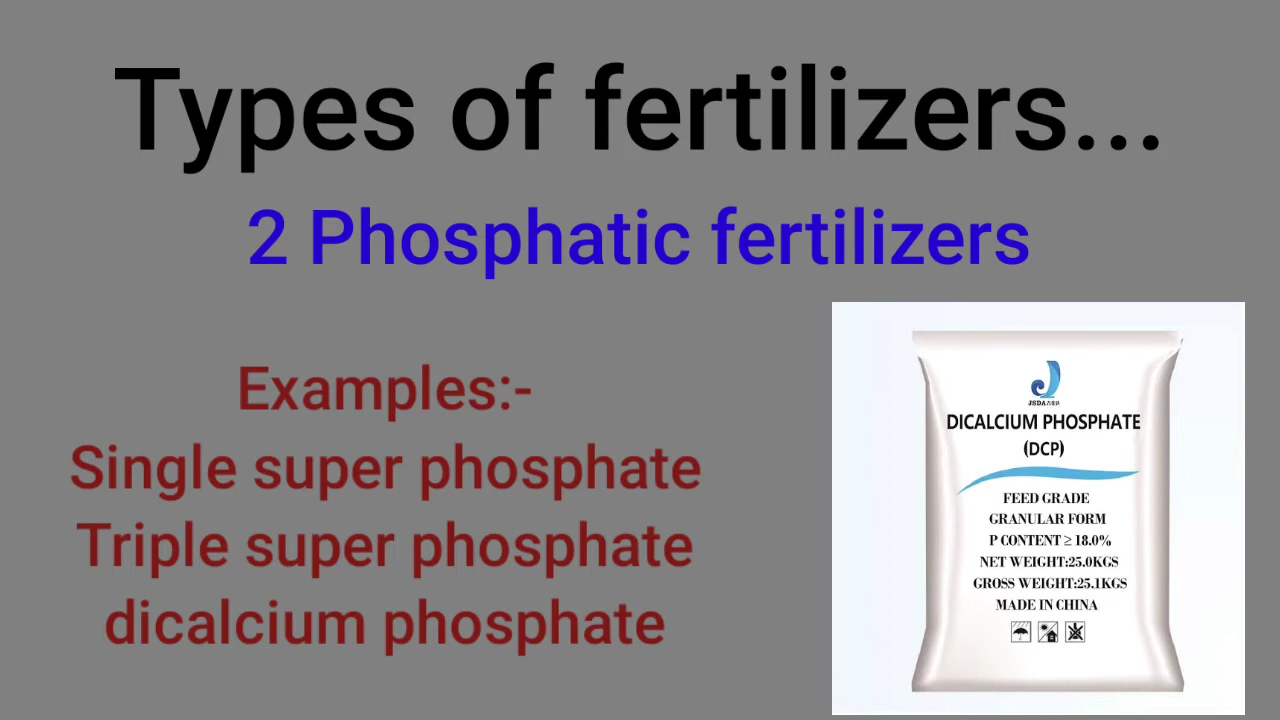 Types of fertilizers...
2 Phosphatic fertilizers
Examples:-
Single super phosphate
Triple super phosphate
dicalcium phosphate
JSDA
DICALCIUM PHOSPHATE
(DCP)
FEED GRADE
GRANULAR FORM
P CONTENT ≥ 18.0%
NET WEIGHT:25.0KGS
GROSS WEIGHT:25.1KGS
MADE IN CHINA